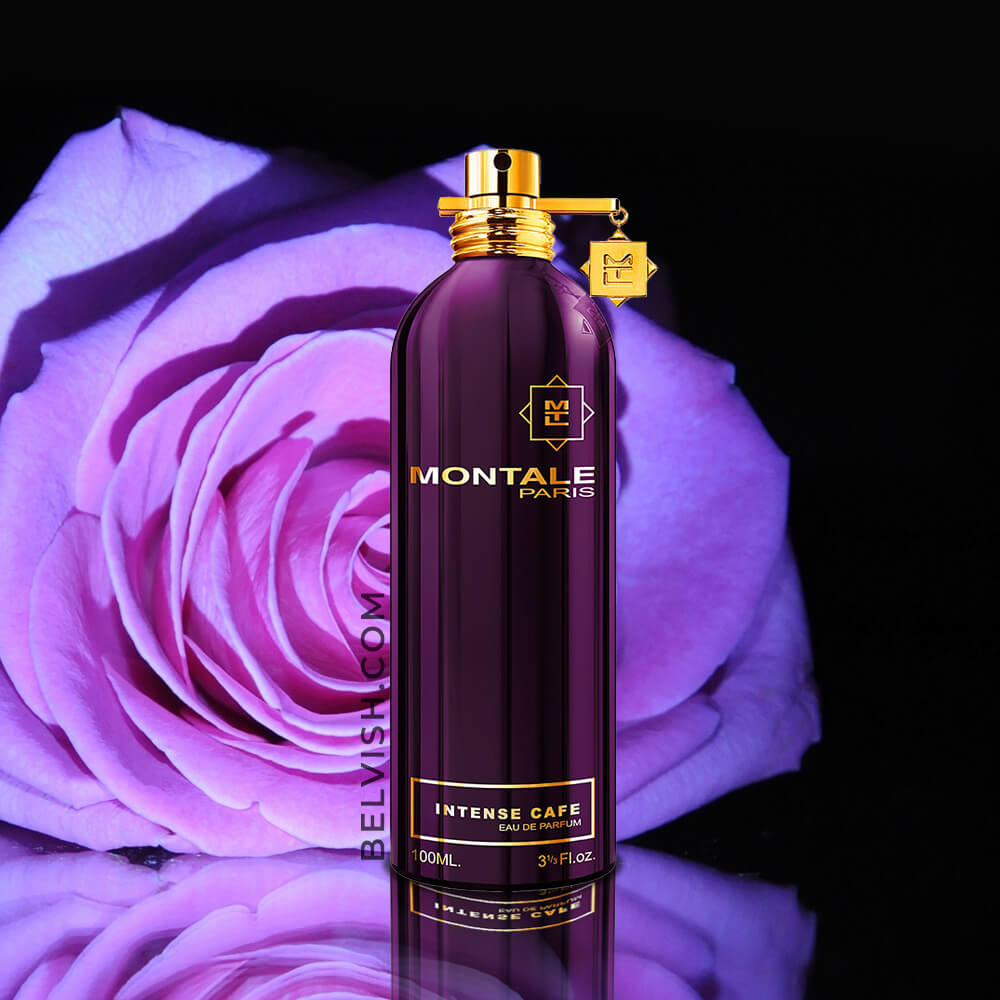 MONTALE
PARIS
BELVISH.COM
INTENSE CAFE
EAU DE PARFUM
100ML. 3⅓ Fl.oz.